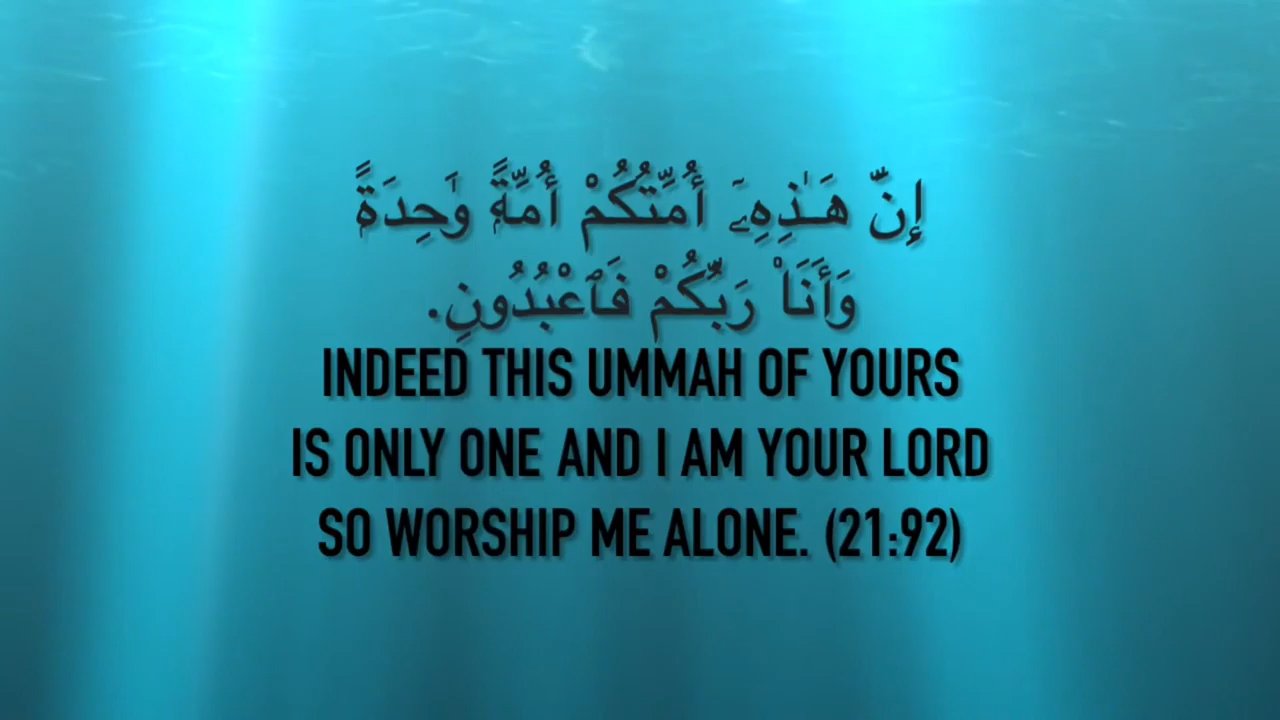 إِنَّ هَـٰذِهِۦٓ أُمَّتُكُمْ أُمَّةًۭ وَٰحِدَةًۭ
وَأَنَا۠ رَبُّكُمْ فَٱعْبُدُونِ.
INDEED THIS UMMAH OF YOURS
IS ONLY ONE AND I AM YOUR LORD
SO WORSHIP ME ALONE. (21:92)